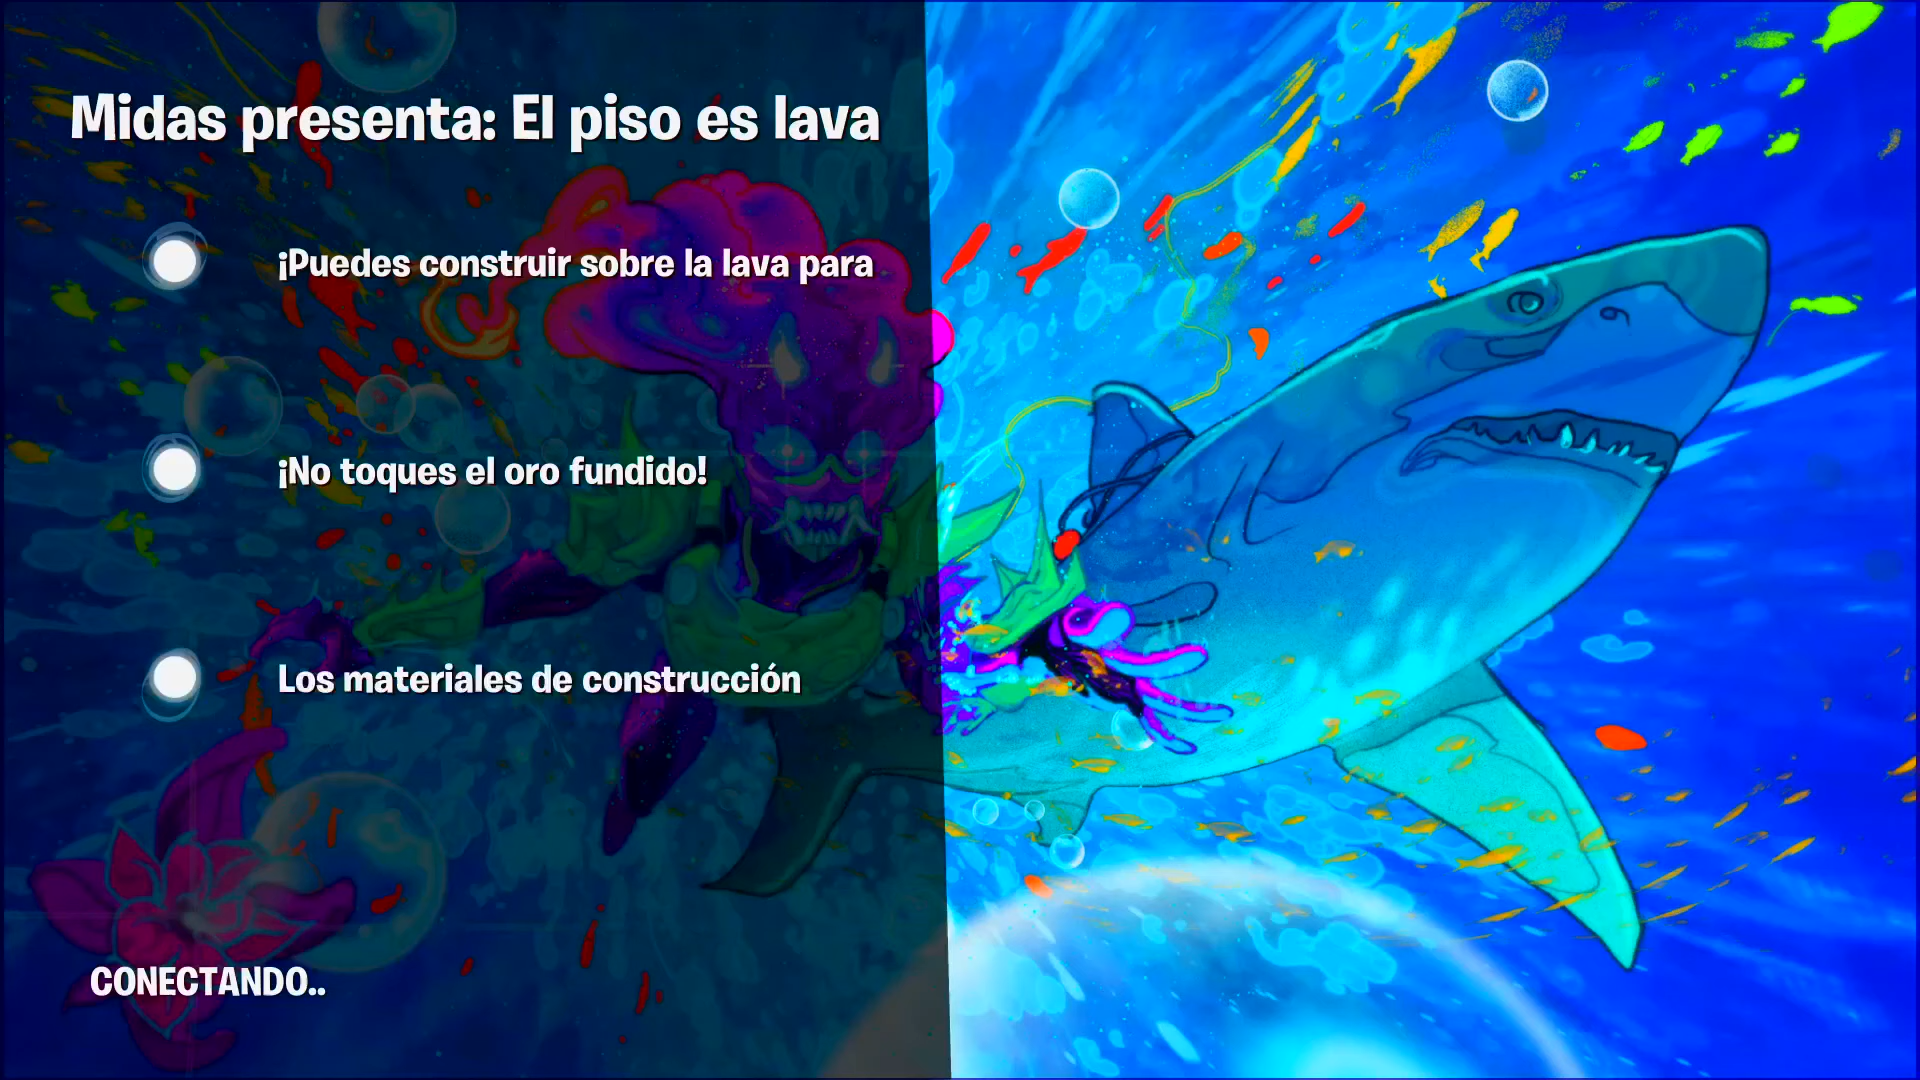 Midas presenta: El piso es lava
¡Puedes construir sobre la lava para
¡No toques el oro fundido!
Los materiales de construcción
CONECTANDO..